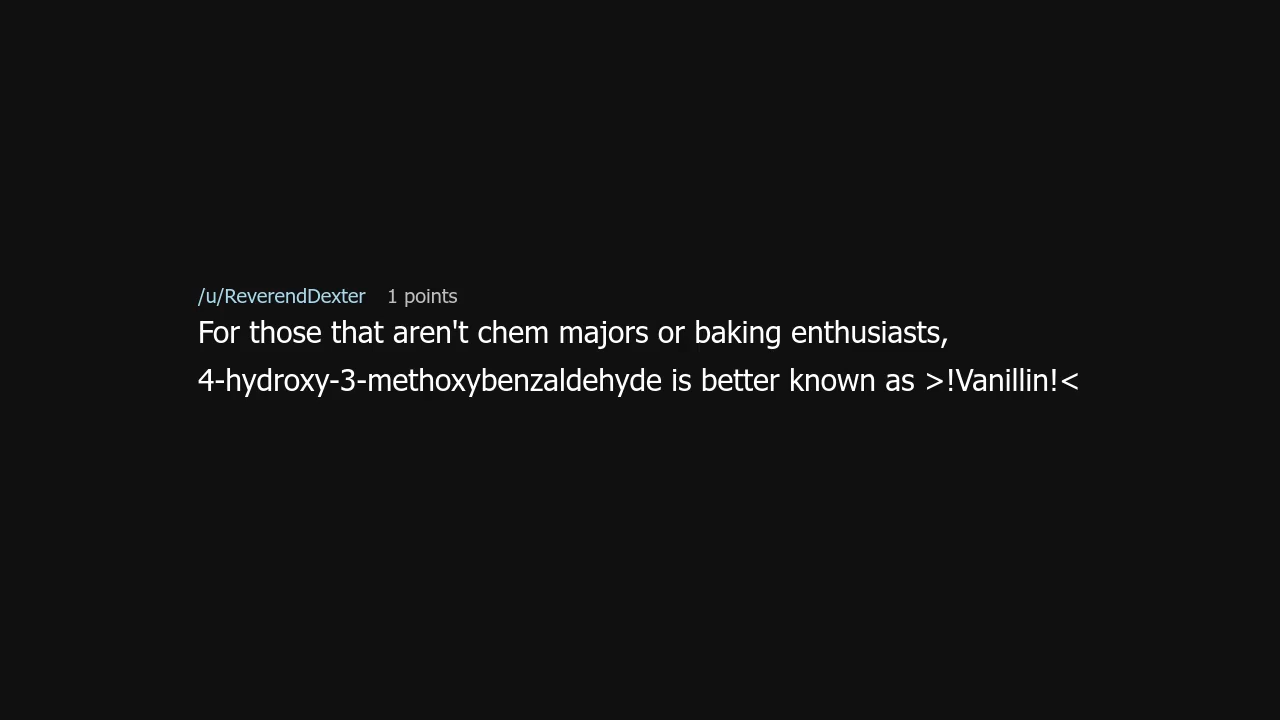 /u/ReverendDexter 1 points
For those that aren't chem majors or baking enthusiasts,
4-hydroxy-3-methoxybenzaldehyde is better known as >!Vanillin!<